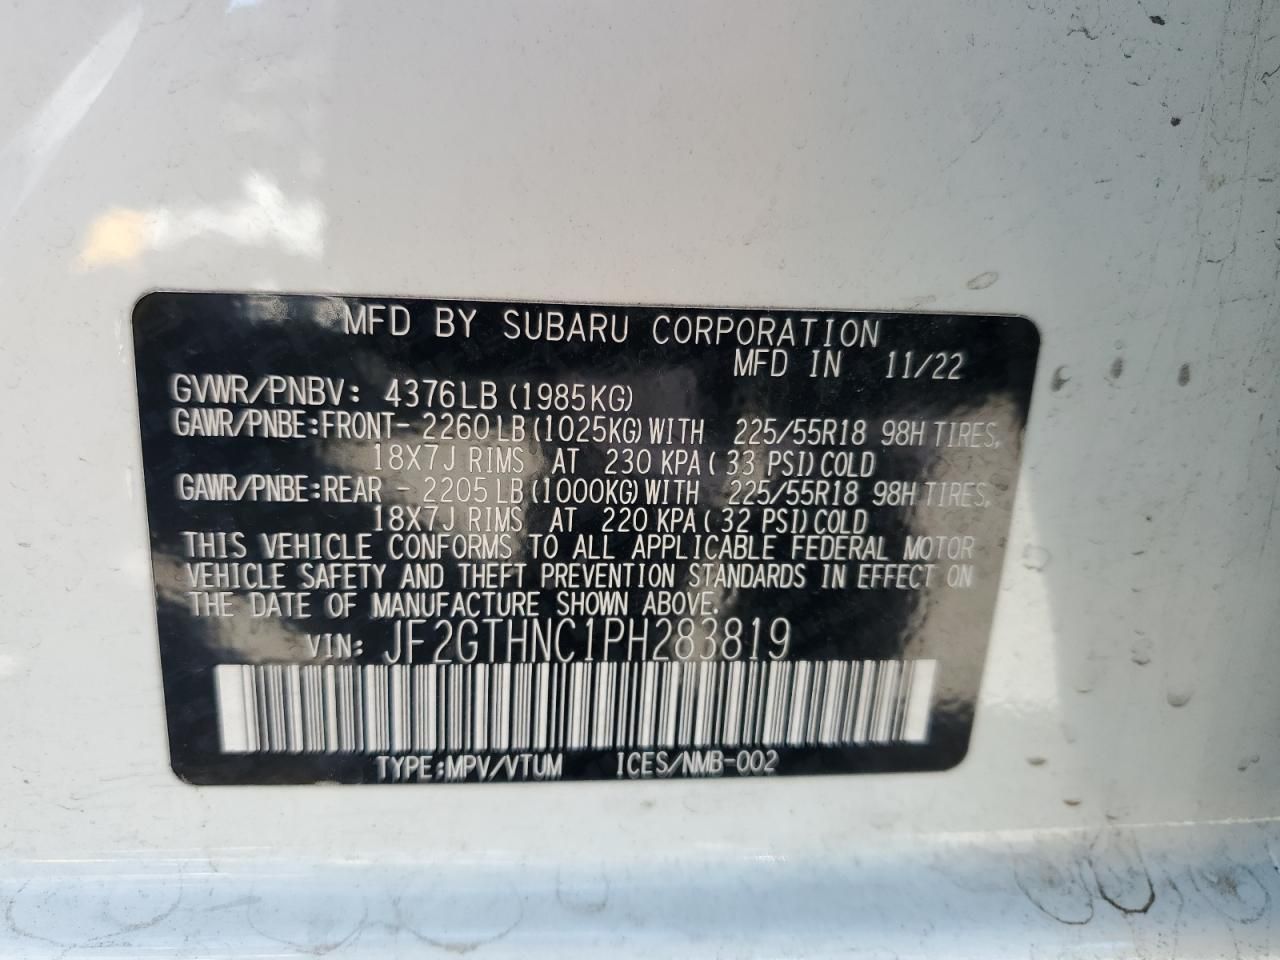 MFD BY SUBARU CORPORATION
MFD IN 11/22
GVWR/PNBV: 4376LB (1985KG)
GAWR/PNBE:FRONT- 2260LB (1025KG) WITH 225/55R18 98H TIRES,
18X7J RIMS AT 230 KPA ( 33 PSI) COLD
GAWR/PNBE:REAR - 2205LB (1000KG) WITH 225/55R18 98H TIRES,
18X7J RIMS AT 220 KPA ( 32 PSI) COLD
THIS VEHICLE CONFORMS TO ALL APPLICABLE FEDERAL MOTOR
VEHICLE SAFETY AND THEFT PREVENTION STANDARDS IN EFFECT ON
THE DATE OF MANUFACTURE SHOWN ABOVE.
VIN: JF2GTHNC1PH283819
TYPE:MPV/VTUM ICES/NMB-002